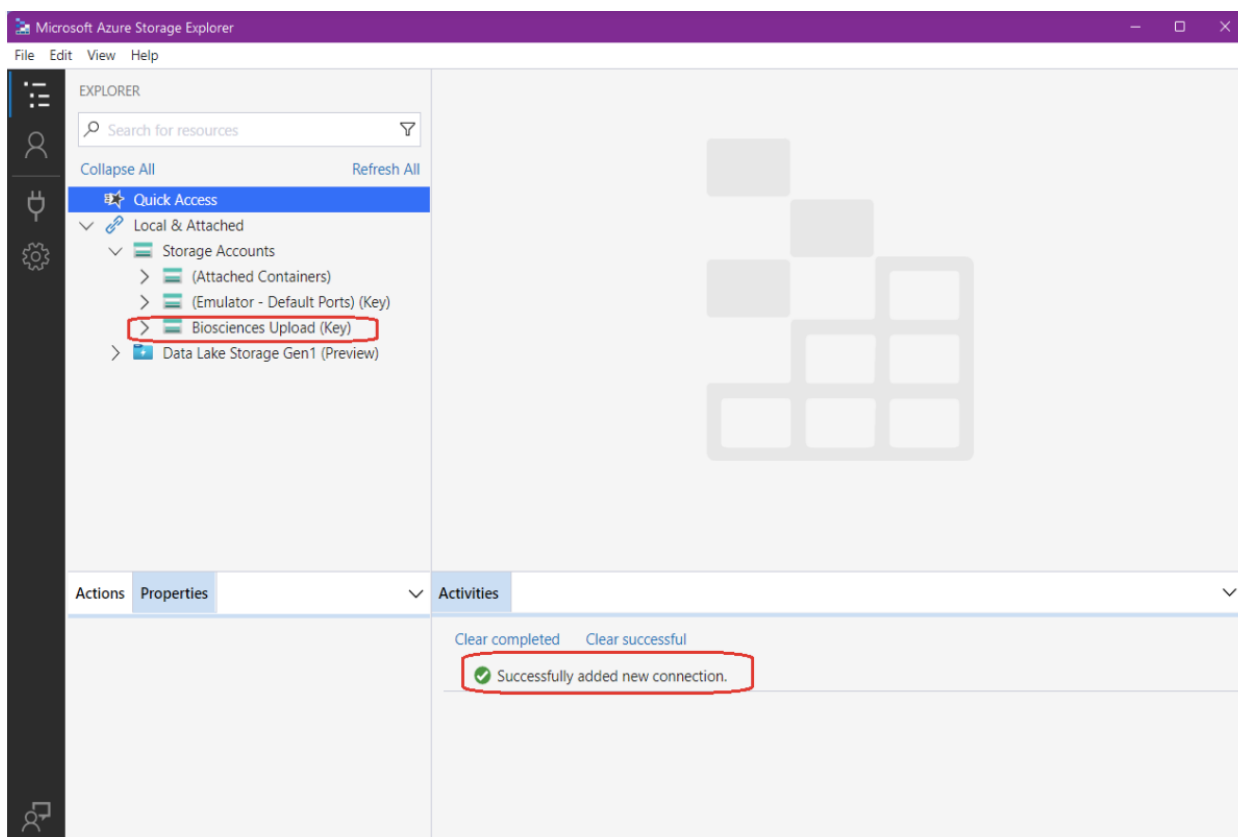 Microsoft Azure Storage Explorer
File Edit View Help
EXPLORER
Search for resources
Collapse All Refresh All
Quick Access
Local & Attached
Storage Accounts
(Attached Containers)
(Emulator - Default Ports) (Key)
Biosciences Upload (Key)
Data Lake Storage Gen1 (Preview)
Actions Properties Activities
Clear completed Clear successful
Successfully added new connection.